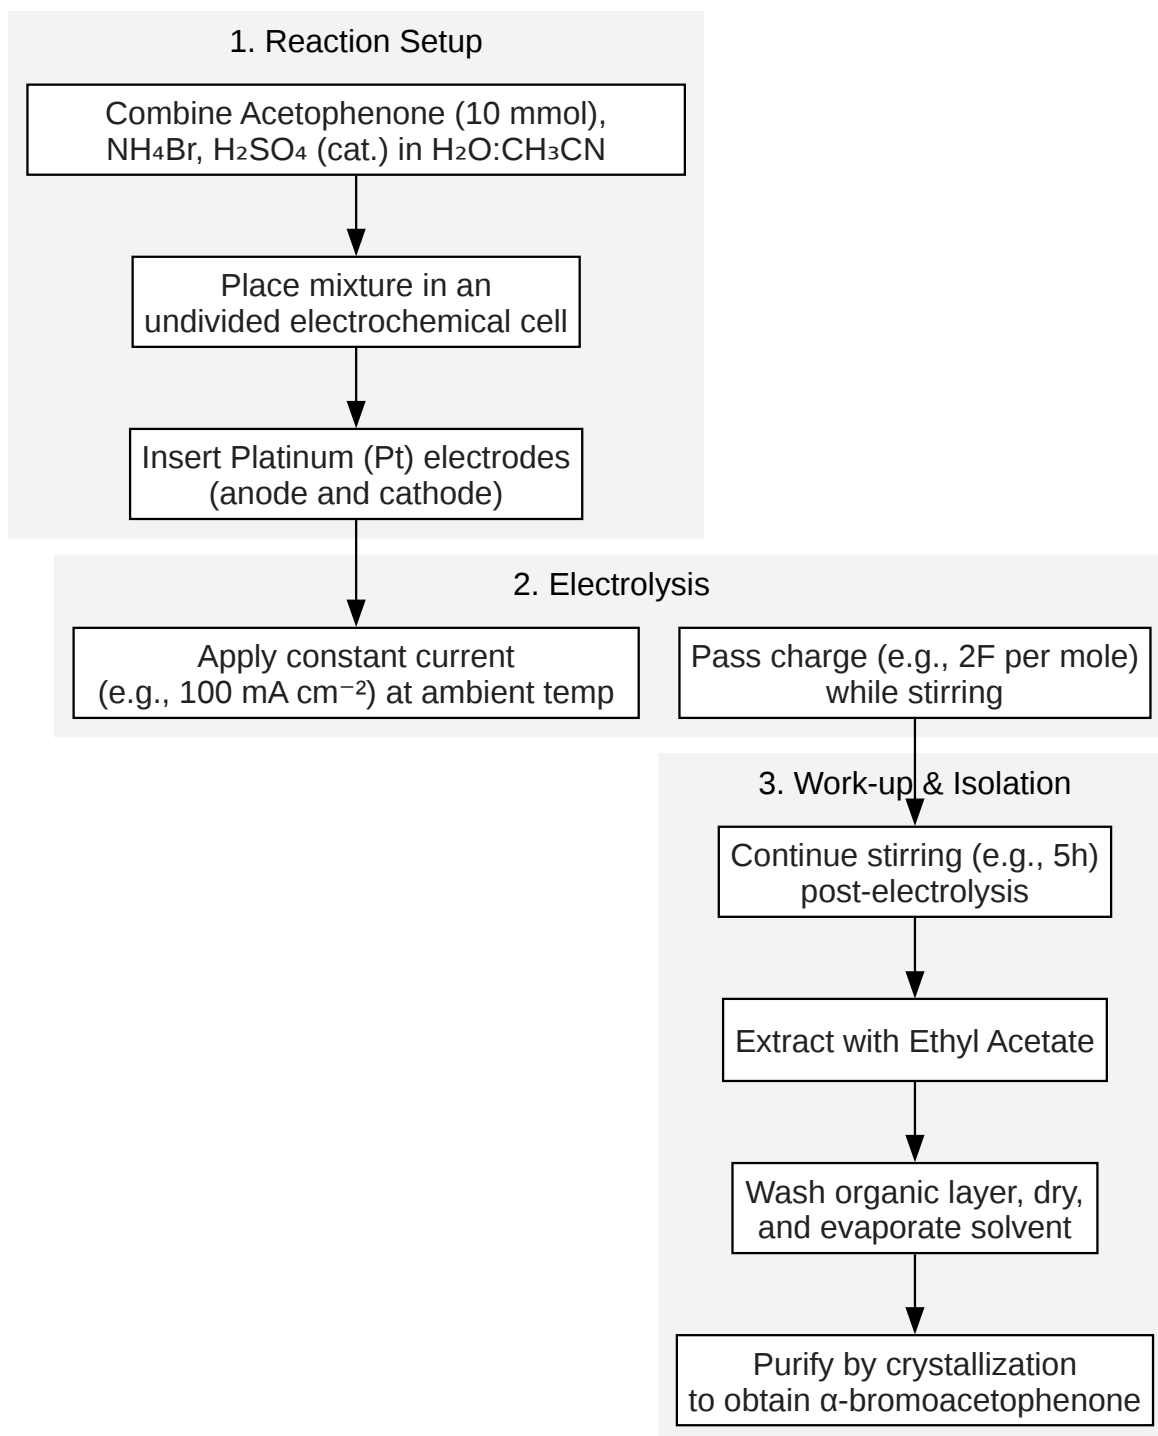 1. Reaction Setup
Combine Acetophenone (10 mmol),
NH₄Br, H₂SO₄ (cat.) in H₂O:CH₃CN
Place mixture in an
undivided electrochemical cell
Insert Platinum (Pt) electrodes
(anode and cathode)
2. Electrolysis
Apply constant current
(e.g., 100 mA cm⁻²) at ambient temp
Pass charge (e.g., 2F per mole)
while stirring
3. Work-up & Isolation
Continue stirring (e.g., 5h)
post-electrolysis
Extract with Ethyl Acetate
Wash organic layer, dry,
and evaporate solvent
Purify by crystallization
to obtain α-bromoacetophenone